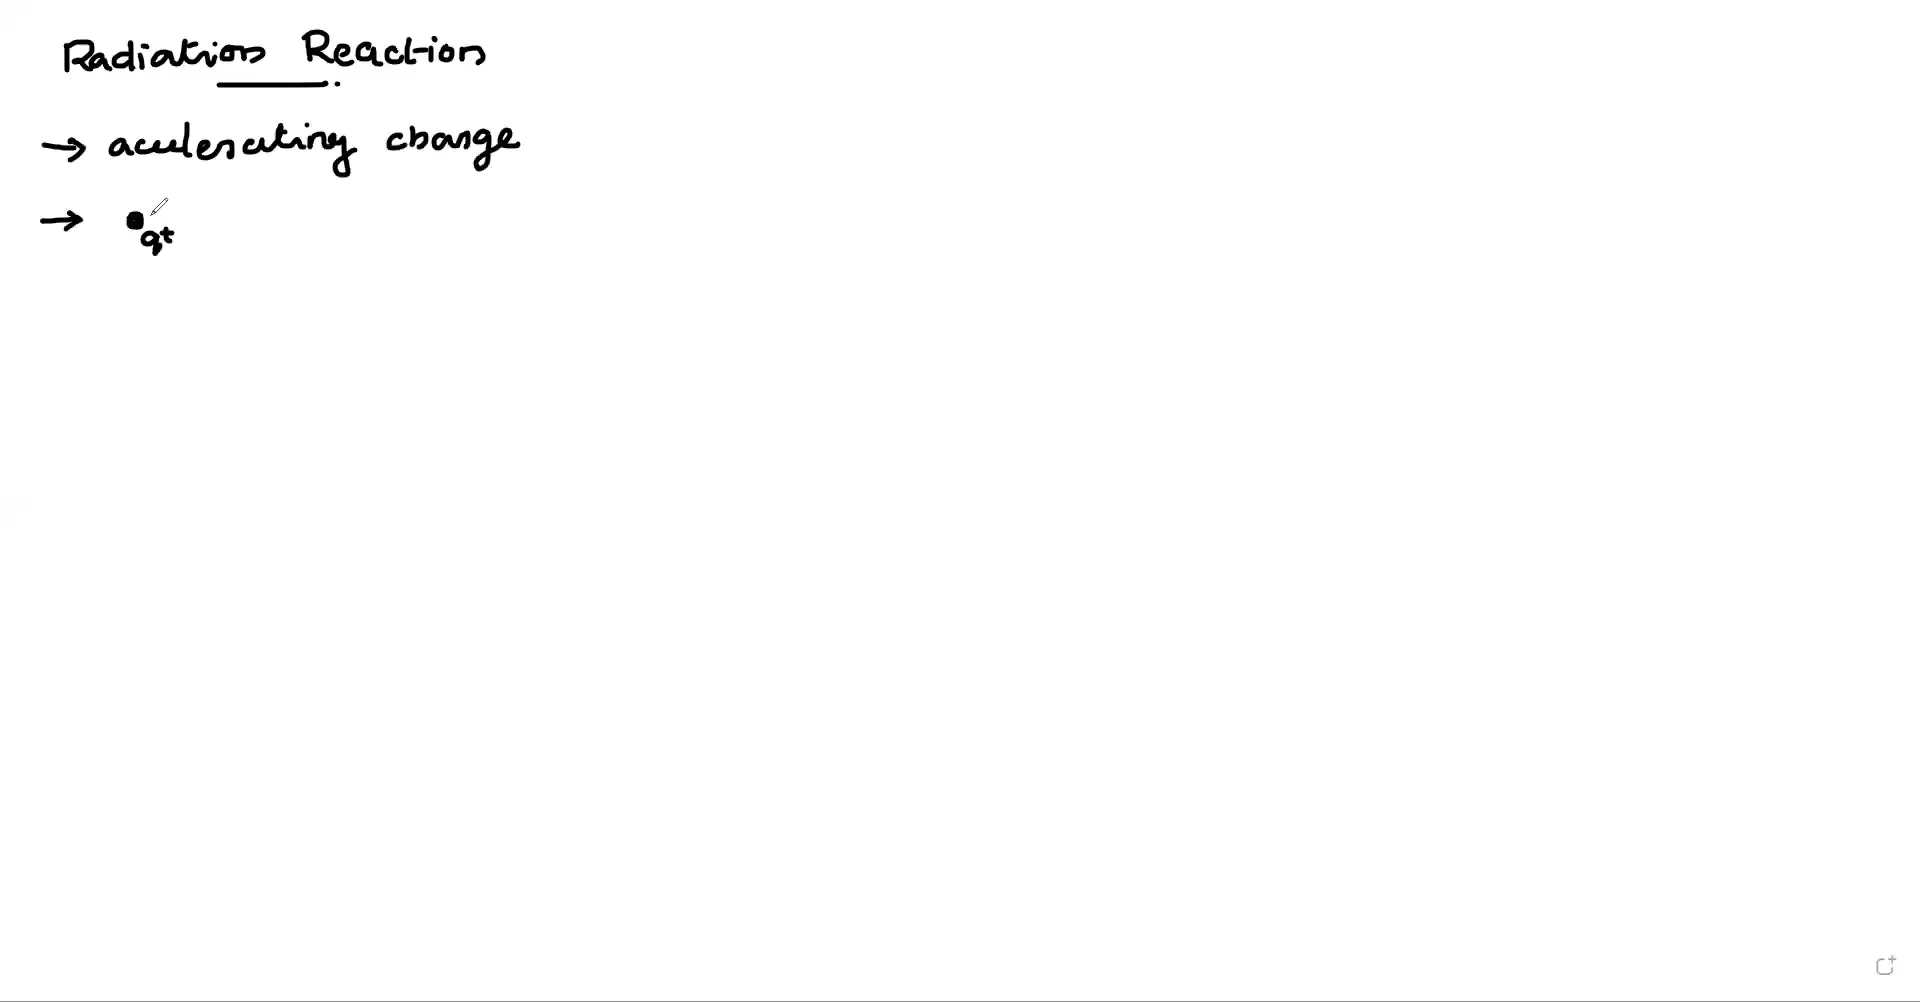 Radiation Reaction
→ accelerating charge
→ q+